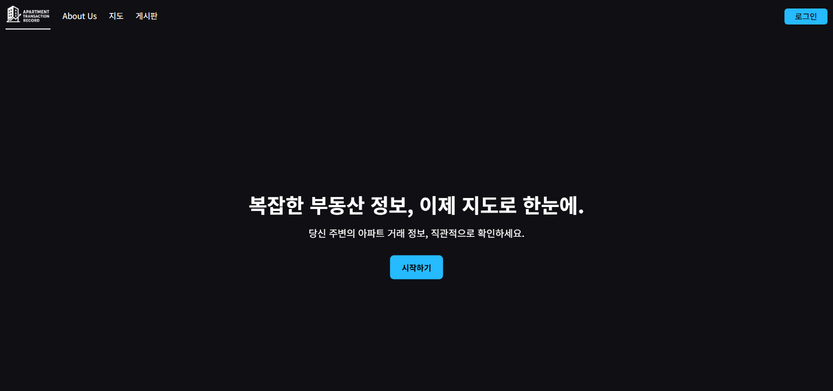 APARTMENT
TRANSACTION
RECORD
About Us
지도
게시판
로그인
복잡한 부동산 정보, 이제 지도로 한눈에.
당신 주변의 아파트 거래 정보, 직관적으로 확인하세요.
시작하기